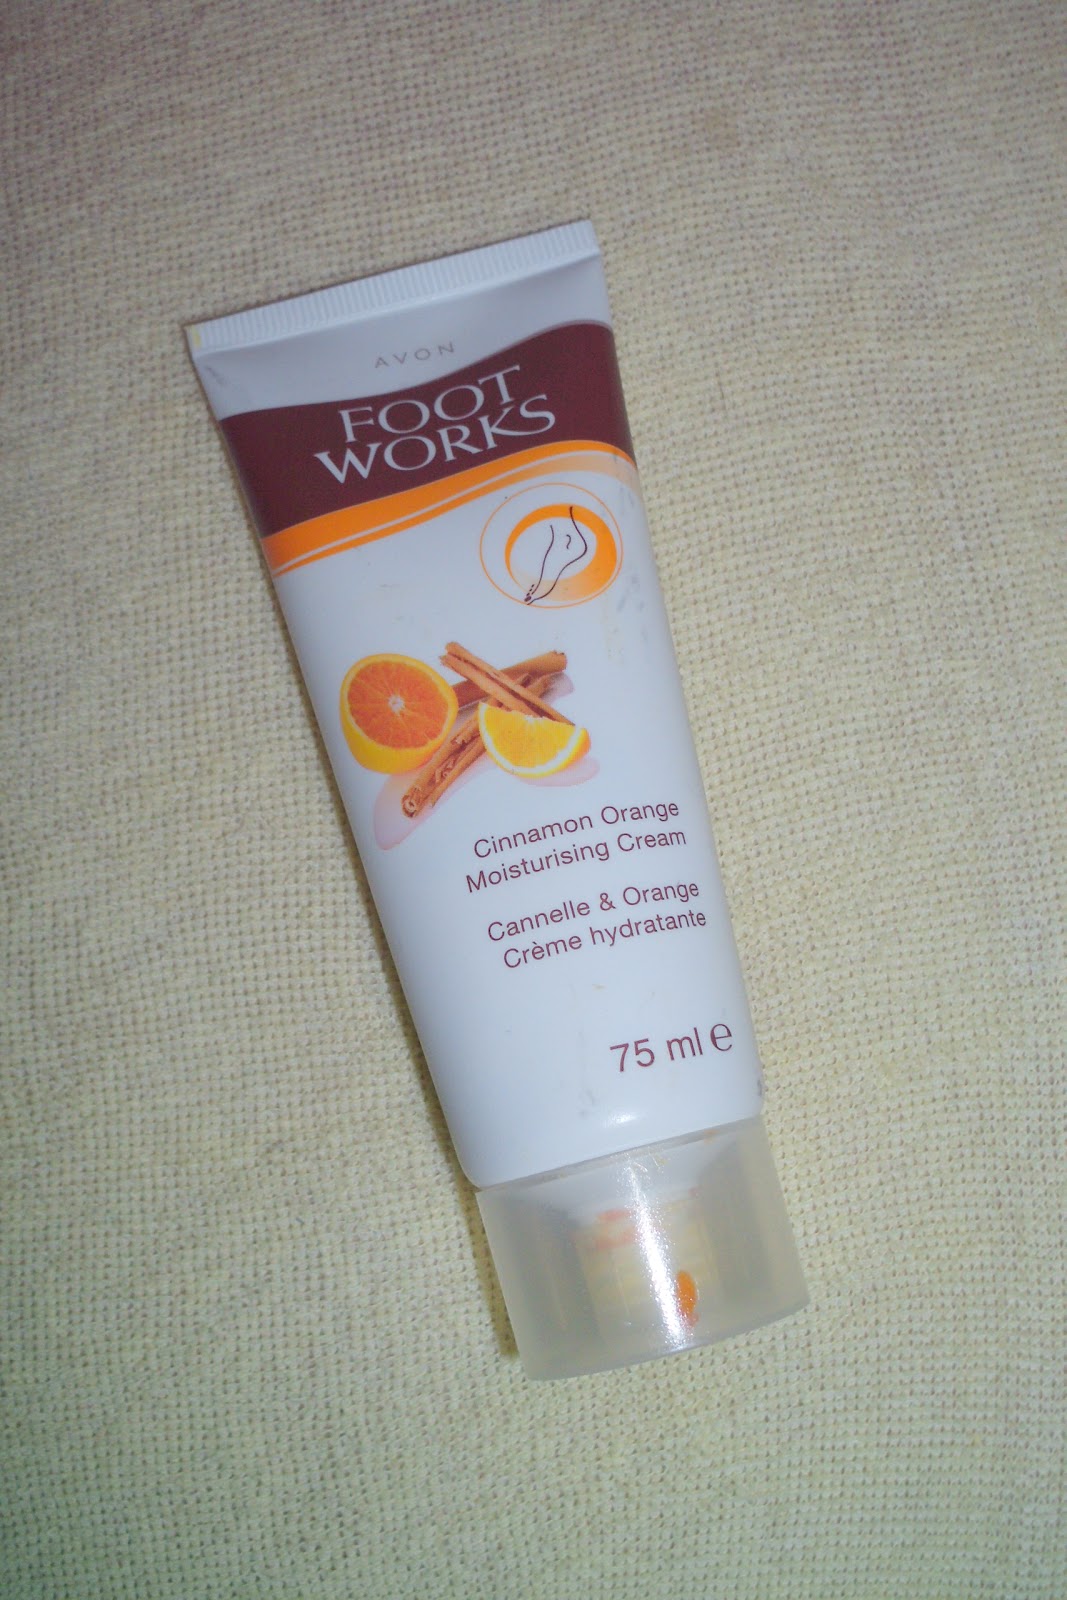 AVON
FOOT
WORKS
Cinnamon Orange
Moisturising Cream
Cannelle & Orange
Crème hydratante
75 ml ℮